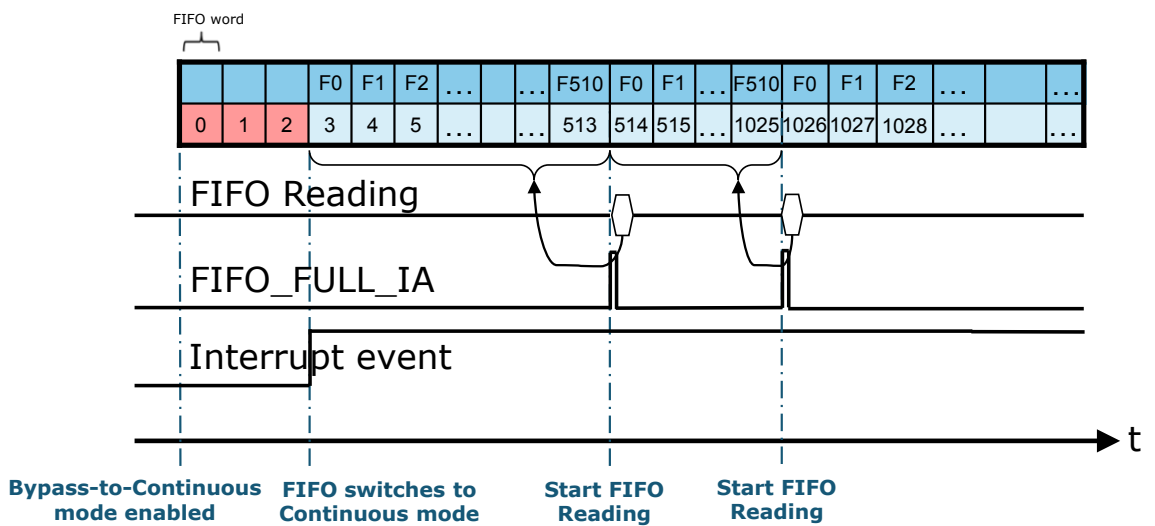 FIFO word
F0 F1 F2 ... ... F510 F0 F1 ... F510 F0 F1 F2 ... ...
0 1 2 3 4 5 ... ... 513 514 515 ... 1025 1026 1027 1028 ... ...
FIFO Reading
FIFO_FULL_IA
Interrupt event
t
Bypass-to-Continuous
mode enabled
FIFO switches to
Continuous mode
Start FIFO
Reading
Start FIFO
Reading